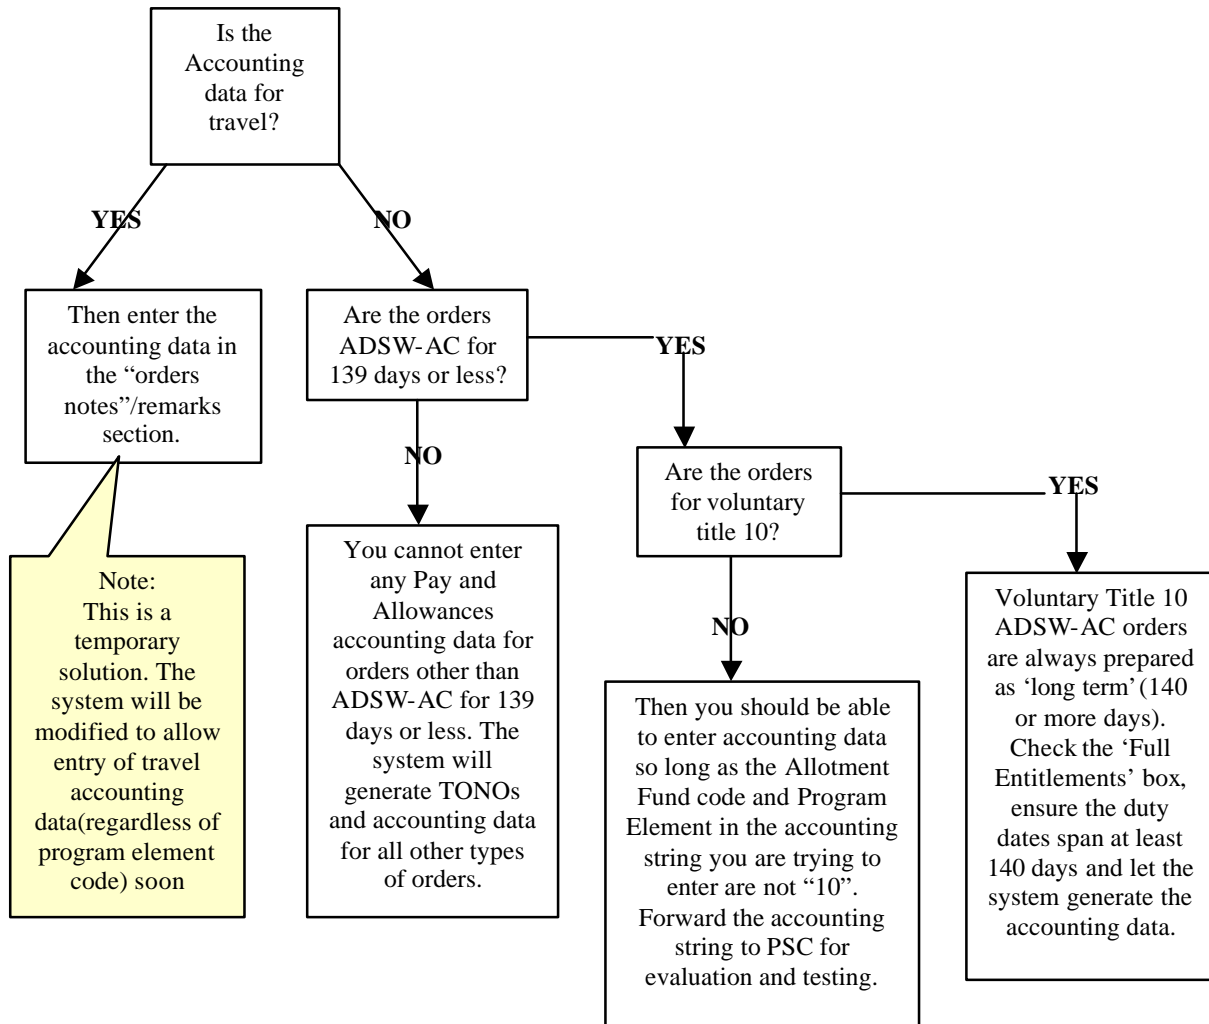 Is the
Accounting
data for
travel?
YES
NO
Then enter the
accounting data in
the “orders
notes”/remarks
section.
Are the orders
ADSW-AC for
139 days or less?
YES
NO
Are the orders
for voluntary
title 10?
YES
NO
Note:
This is a
temporary
solution. The
system will be
modified to allow
entry of travel
accounting
data(regardless of
program element
code) soon
You cannot enter
any Pay and
Allowances
accounting data for
orders other than
ADSW-AC for 139
days or less. The
system will
generate TONOs
and accounting data
for all other types
of orders.
Then you should be able
to enter accounting data
so long as the Allotment
Fund code and Program
Element in the accounting
string you are trying to
enter are not “10”.
Forward the accounting
string to PSC for
evaluation and testing.
Voluntary Title 10
ADSW-AC orders
are always prepared
as ‘long term’ (140
or more days).
Check the ‘Full
Entitlements’ box,
ensure the duty
dates span at least
140 days and let the
system generate the
accounting data.